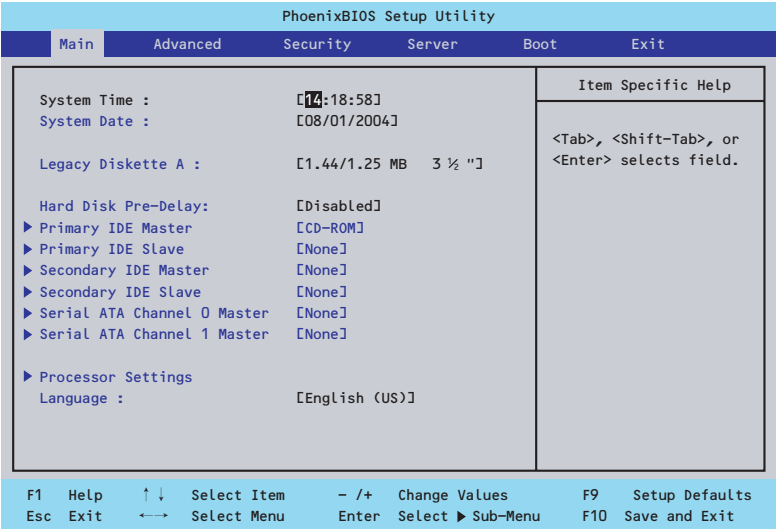 PhoenixBIOS Setup Utility
Main Advanced Security Server Boot Exit
Item Specific Help
System Time : [14:18:58]
System Date : [08/01/2004]
<Tab>, <Shift-Tab>, or
<Enter> selects field.
Legacy Diskette A : [1.44/1.25 MB 3 ½ "]
Hard Disk Pre-Delay: [Disabled]
▶ Primary IDE Master [CD-ROM]
▶ Primary IDE Slave [None]
▶ Secondary IDE Master [None]
▶ Secondary IDE Slave [None]
▶ Serial ATA Channel 0 Master [None]
▶ Serial ATA Channel 1 Master [None]
▶ Processor Settings
Language : [English (US)]
F1 Help ↑↓ Select Item - /+ Change Values F9 Setup Defaults
Esc Exit ←→ Select Menu Enter Select ▶ Sub-Menu F10 Save and Exit